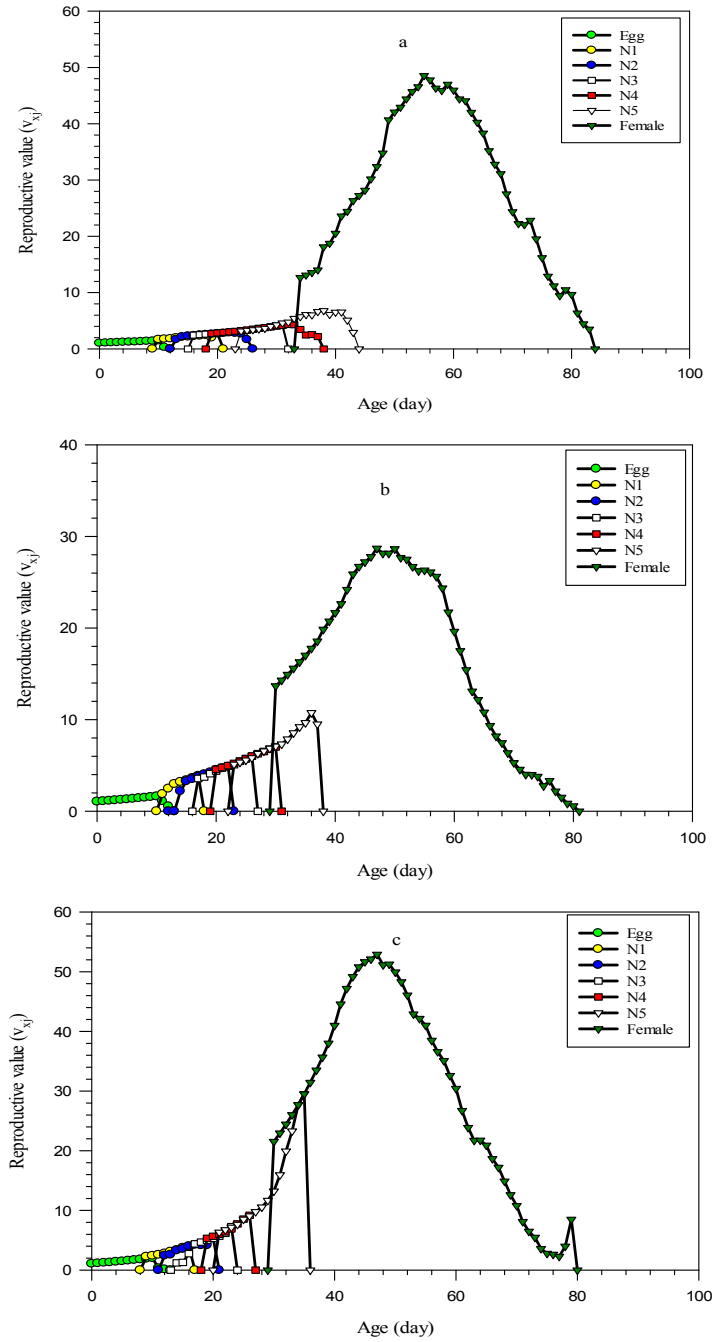 a
Egg
N1
N2
N3
N4
N5
Female
Reproductive value (vxj)
60
50
40
30
20
10
0
0 20 40 60 80 100
Age (day)
b
Egg
N1
N2
N3
N4
N5
Female
Reproductive value (vxj)
40
30
20
10
0
0 20 40 60 80 100
Age (day)
c
Egg
N1
N2
N3
N4
N5
Female
Reproductive value (vxj)
60
50
40
30
20
10
0
0 20 40 60 80 100
Age (day)